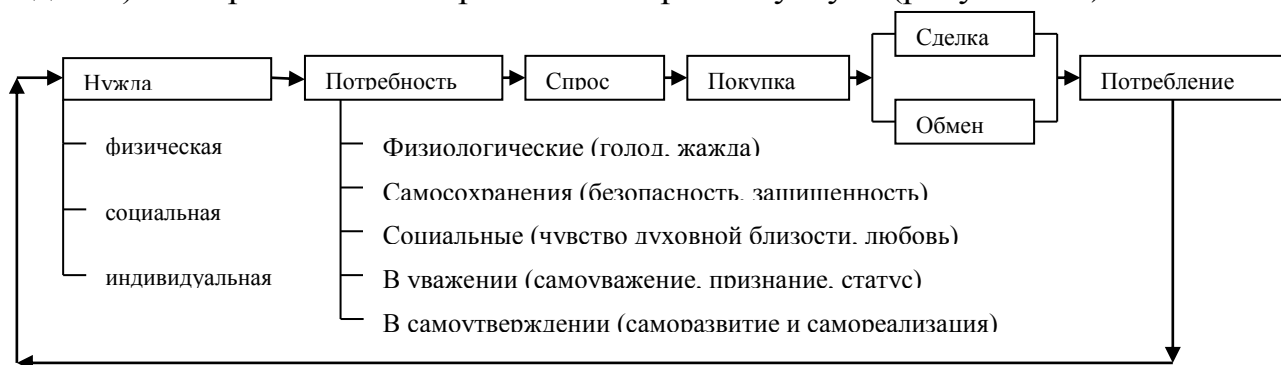 Сделка
Нужда
Потребность
Спрос
Покупка
Потребление
Обмен
физическая
социальная
индивидуальная
Физиологические (голод, жажда)
Самосохранения (безопасность, защищенность)
Социальные (чувство духовной близости, любовь)
В уважении (самоуважение, признание, статус)
В самоутверждении (саморазвитие и самореализация)